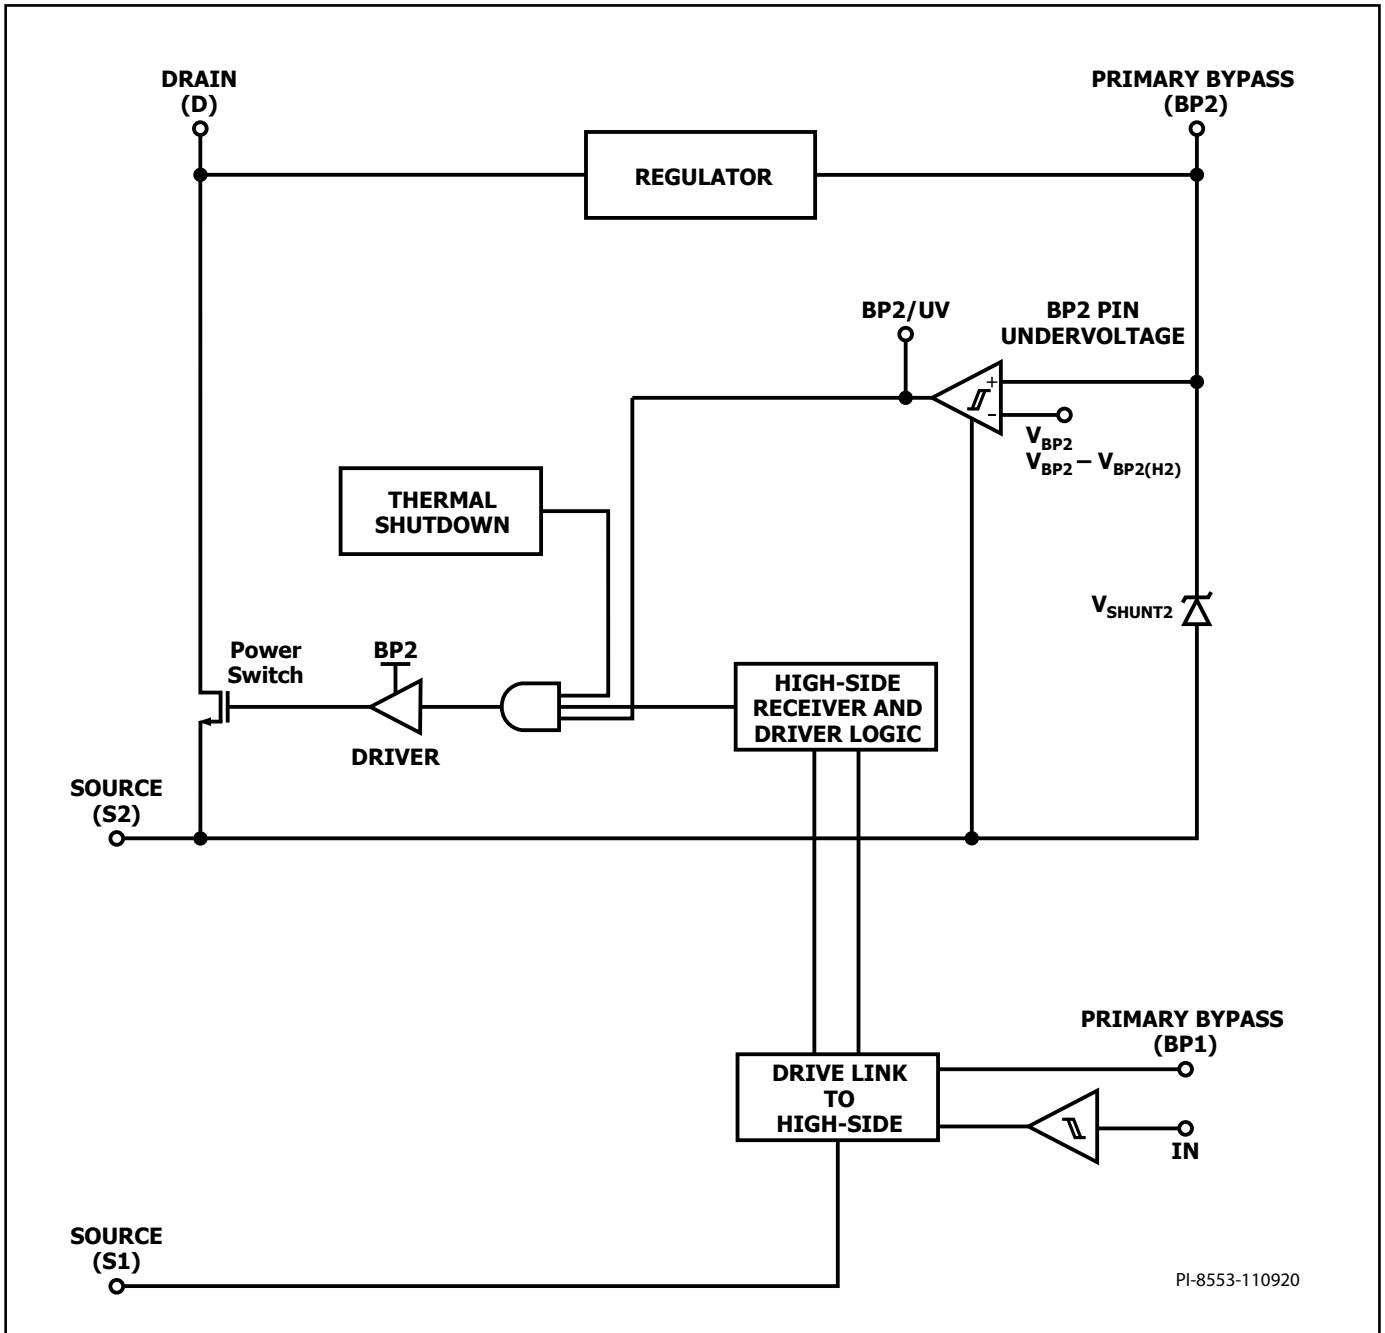 DRAIN
(D)
PRIMARY BYPASS
(BP2)
REGULATOR
BP2/UV
BP2 PIN
UNDERVOLTAGE
+
-
VBP2
VBP2 – VBP2(H2)
THERMAL
SHUTDOWN
VSHUNT2
Power
Switch
BP2
DRIVER
HIGH-SIDE
RECEIVER AND
DRIVER LOGIC
SOURCE
(S2)
PRIMARY BYPASS
(BP1)
DRIVE LINK
TO
HIGH-SIDE
IN
SOURCE
(S1)
PI-8553-110920